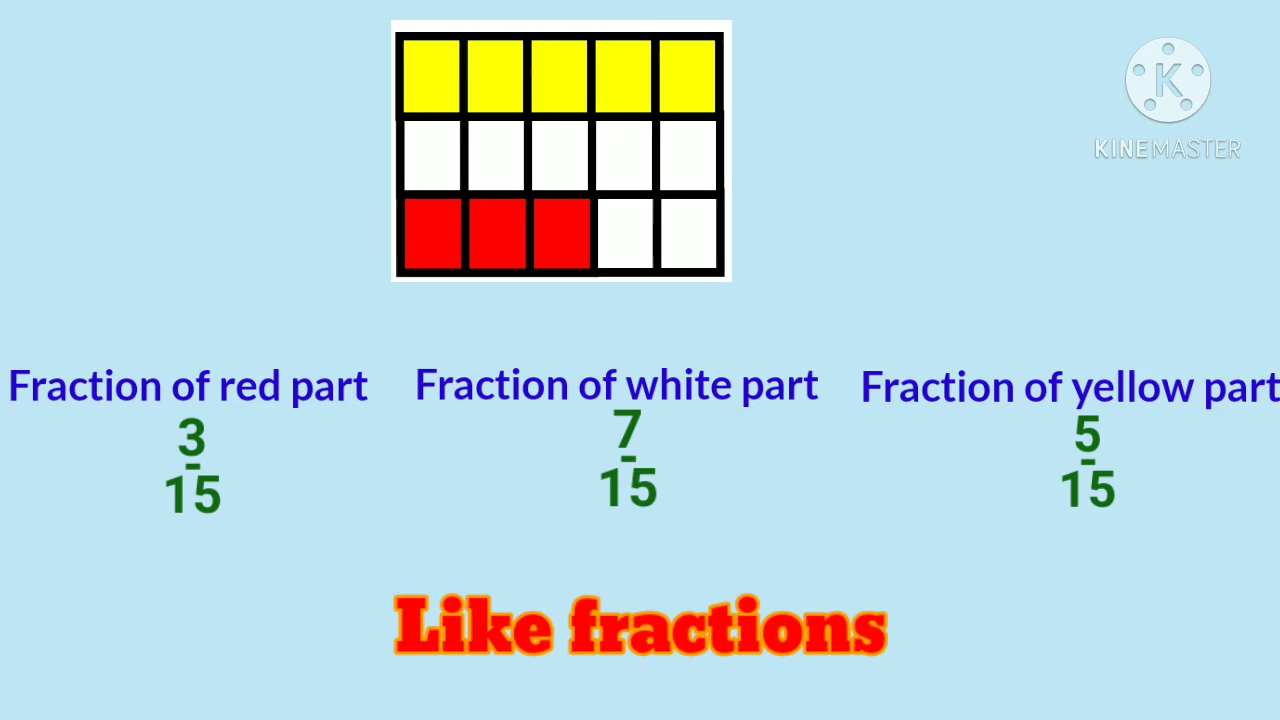 K
KINEMASTER
Fraction of red part
3
-
15
Fraction of white part
7
-
15
Fraction of yellow part
5
-
15
Like fractions